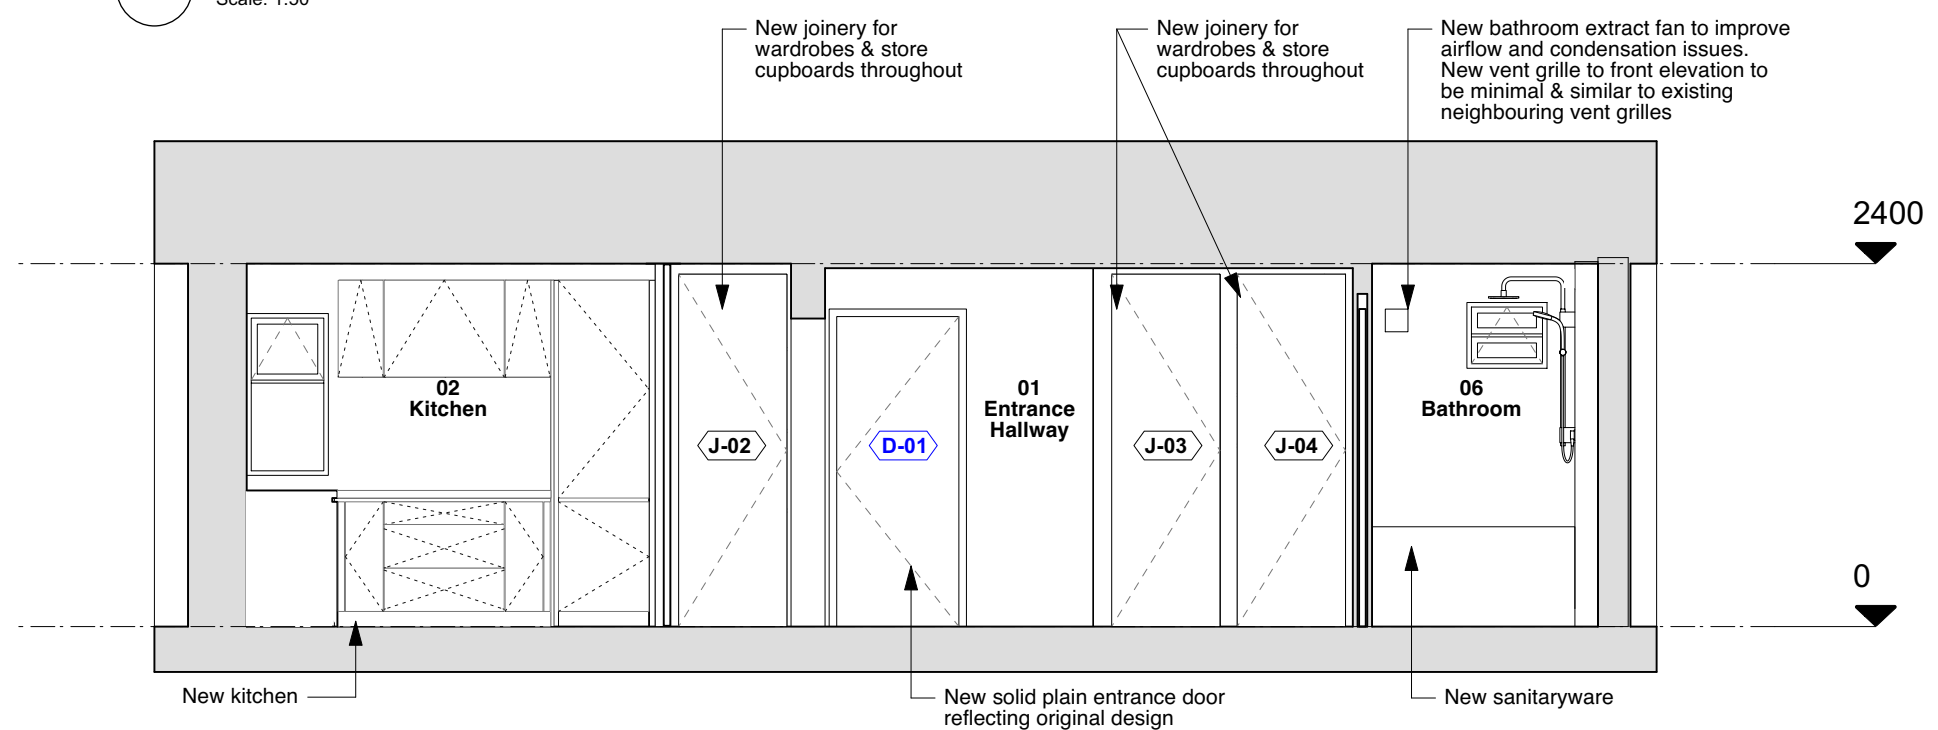 Scale: 1:50
New joinery for
wardrobes & store
cupboards throughout
New joinery for
wardrobes & store
cupboards throughout
New bathroom extract fan to improve
airflow and condensation issues.
New vent grille to front elevation to
be minimal & similar to existing
neighbouring vent grilles
2400
02
Kitchen
01
Entrance
Hallway
06
Bathroom
J-02
D-01
J-03
J-04
0
New kitchen
New solid plain entrance door
reflecting original design
New sanitaryware